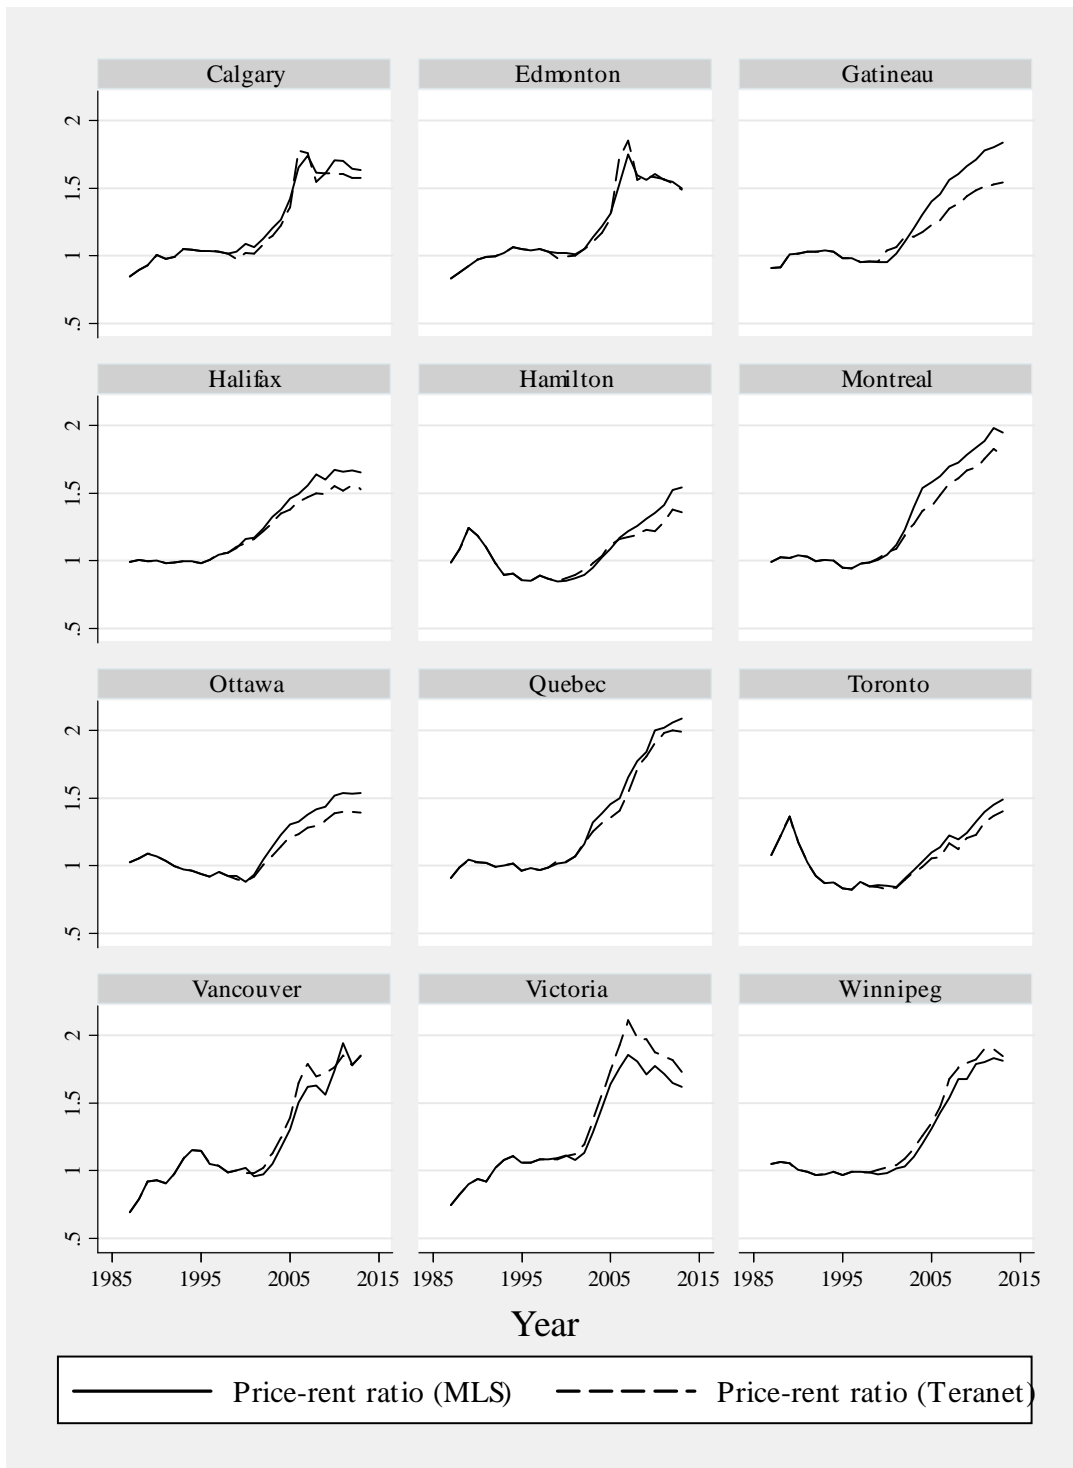 Calgary Edmonton Gatineau
2
1.5
1
.5
Halifax Hamilton Montreal
2
1.5
1
.5
Ottawa Quebec Toronto
2
1.5
1
.5
Vancouver Victoria Winnipeg
2
1.5
1
.5
1985 1995 2005 2015 1985 1995 2005 2015 1985 1995 2005 2015
Year
Price-rent ratio (MLS) Price-rent ratio (Teranet)